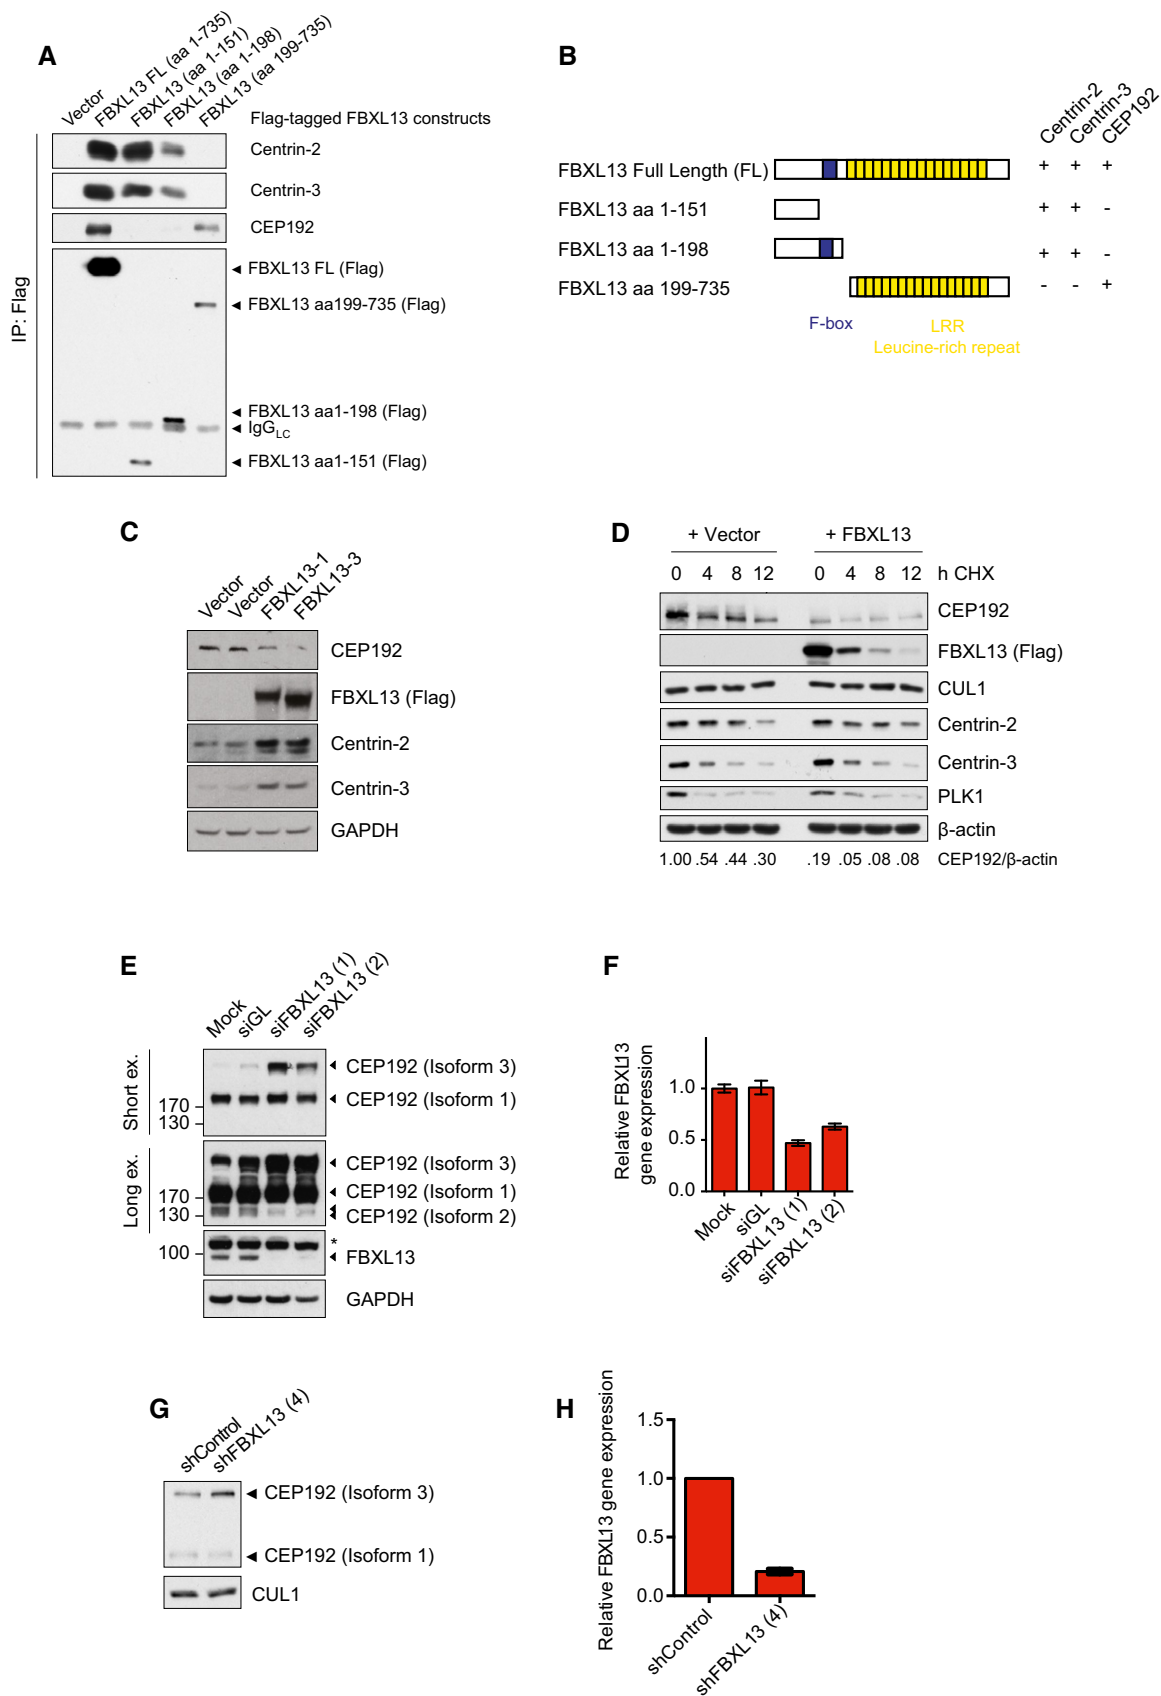 A
Vector
FBXL13 FL (aa 1-735)
FBXL13 (aa 1-151)
FBXL13 (aa 1-198)
FBXL13 (aa 199-735)
Flag-tagged FBXL13 constructs
Centrin-2
Centrin-3
CEP192
FBXL13 FL (Flag)
FBXL13 aa199-735 (Flag)
FBXL13 aa1-198 (Flag)
IgGLC
FBXL13 aa1-151 (Flag)
IP: Flag
B
Centrin-2
Centrin-3
CEP192
FBXL13 Full Length (FL) + + +
FBXL13 aa 1-151 + + -
FBXL13 aa 1-198 + + -
FBXL13 aa 199-735 - - +
F-box
LRR
Leucine-rich repeat
C
Vector
Vector
FBXL13-1
FBXL13-3
CEP192
FBXL13 (Flag)
Centrin-2
Centrin-3
GAPDH
D
+ Vector + FBXL13
0 4 8 12 0 4 8 12 h CHX
CEP192
FBXL13 (Flag)
CUL1
Centrin-2
Centrin-3
PLK1
β-actin
1.00 .54 .44 .30 .19 .05 .08 .08 CEP192/β-actin
E
Mock
siGL
siFBXL13 (1)
siFBXL13 (2)
Short ex.
CEP192 (Isoform 3)
170
CEP192 (Isoform 1)
130
Long ex.
CEP192 (Isoform 3)
170
CEP192 (Isoform 1)
130
CEP192 (Isoform 2)
*
100
FBXL13
GAPDH
F
Relative FBXL13
gene expression
1.0
0.5
0.0
Mock
siGL
siFBXL13 (1)
siFBXL13 (2)
G
shControl
shFBXL13 (4)
CEP192 (Isoform 3)
CEP192 (Isoform 1)
CUL1
H
Relative FBXL13 gene expression
1.5
1.0
0.5
0.0
shControl
shFBXL13 (4)